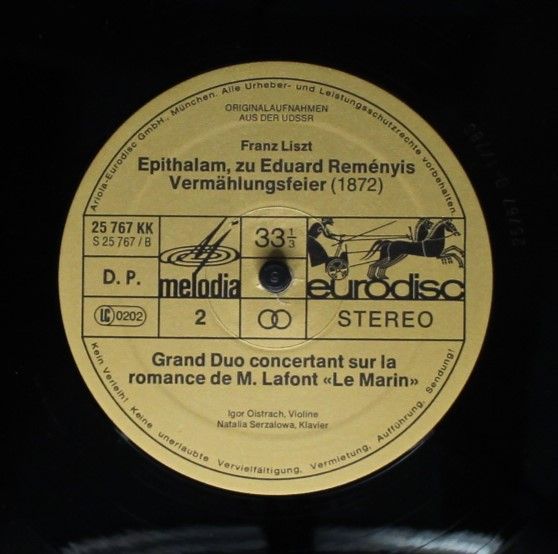 Ariola-Eurodisc GmbH., München. Alle Urheber- und Leistungsschutzrechte vorbehalten.
ORIGINALAUFNAHMEN
AUS DER UDSSR
Franz Liszt
Epithalam, zu Eduard Reményis
Vermählungsfeier (1872)
25 767 KK
S 25 767 / B
33 1/3
D. P.
melodia
eurodisc
LC 0202
2
STEREO
Grand Duo concertant sur la
romance de M. Lafont «Le Marin»
Igor Oistrach, Violine
Natalia Serzalowa, Klavier
Kein Verleih! Keine unerlaubte Vervielfältigung, Vermietung, Aufführung, Sendung!